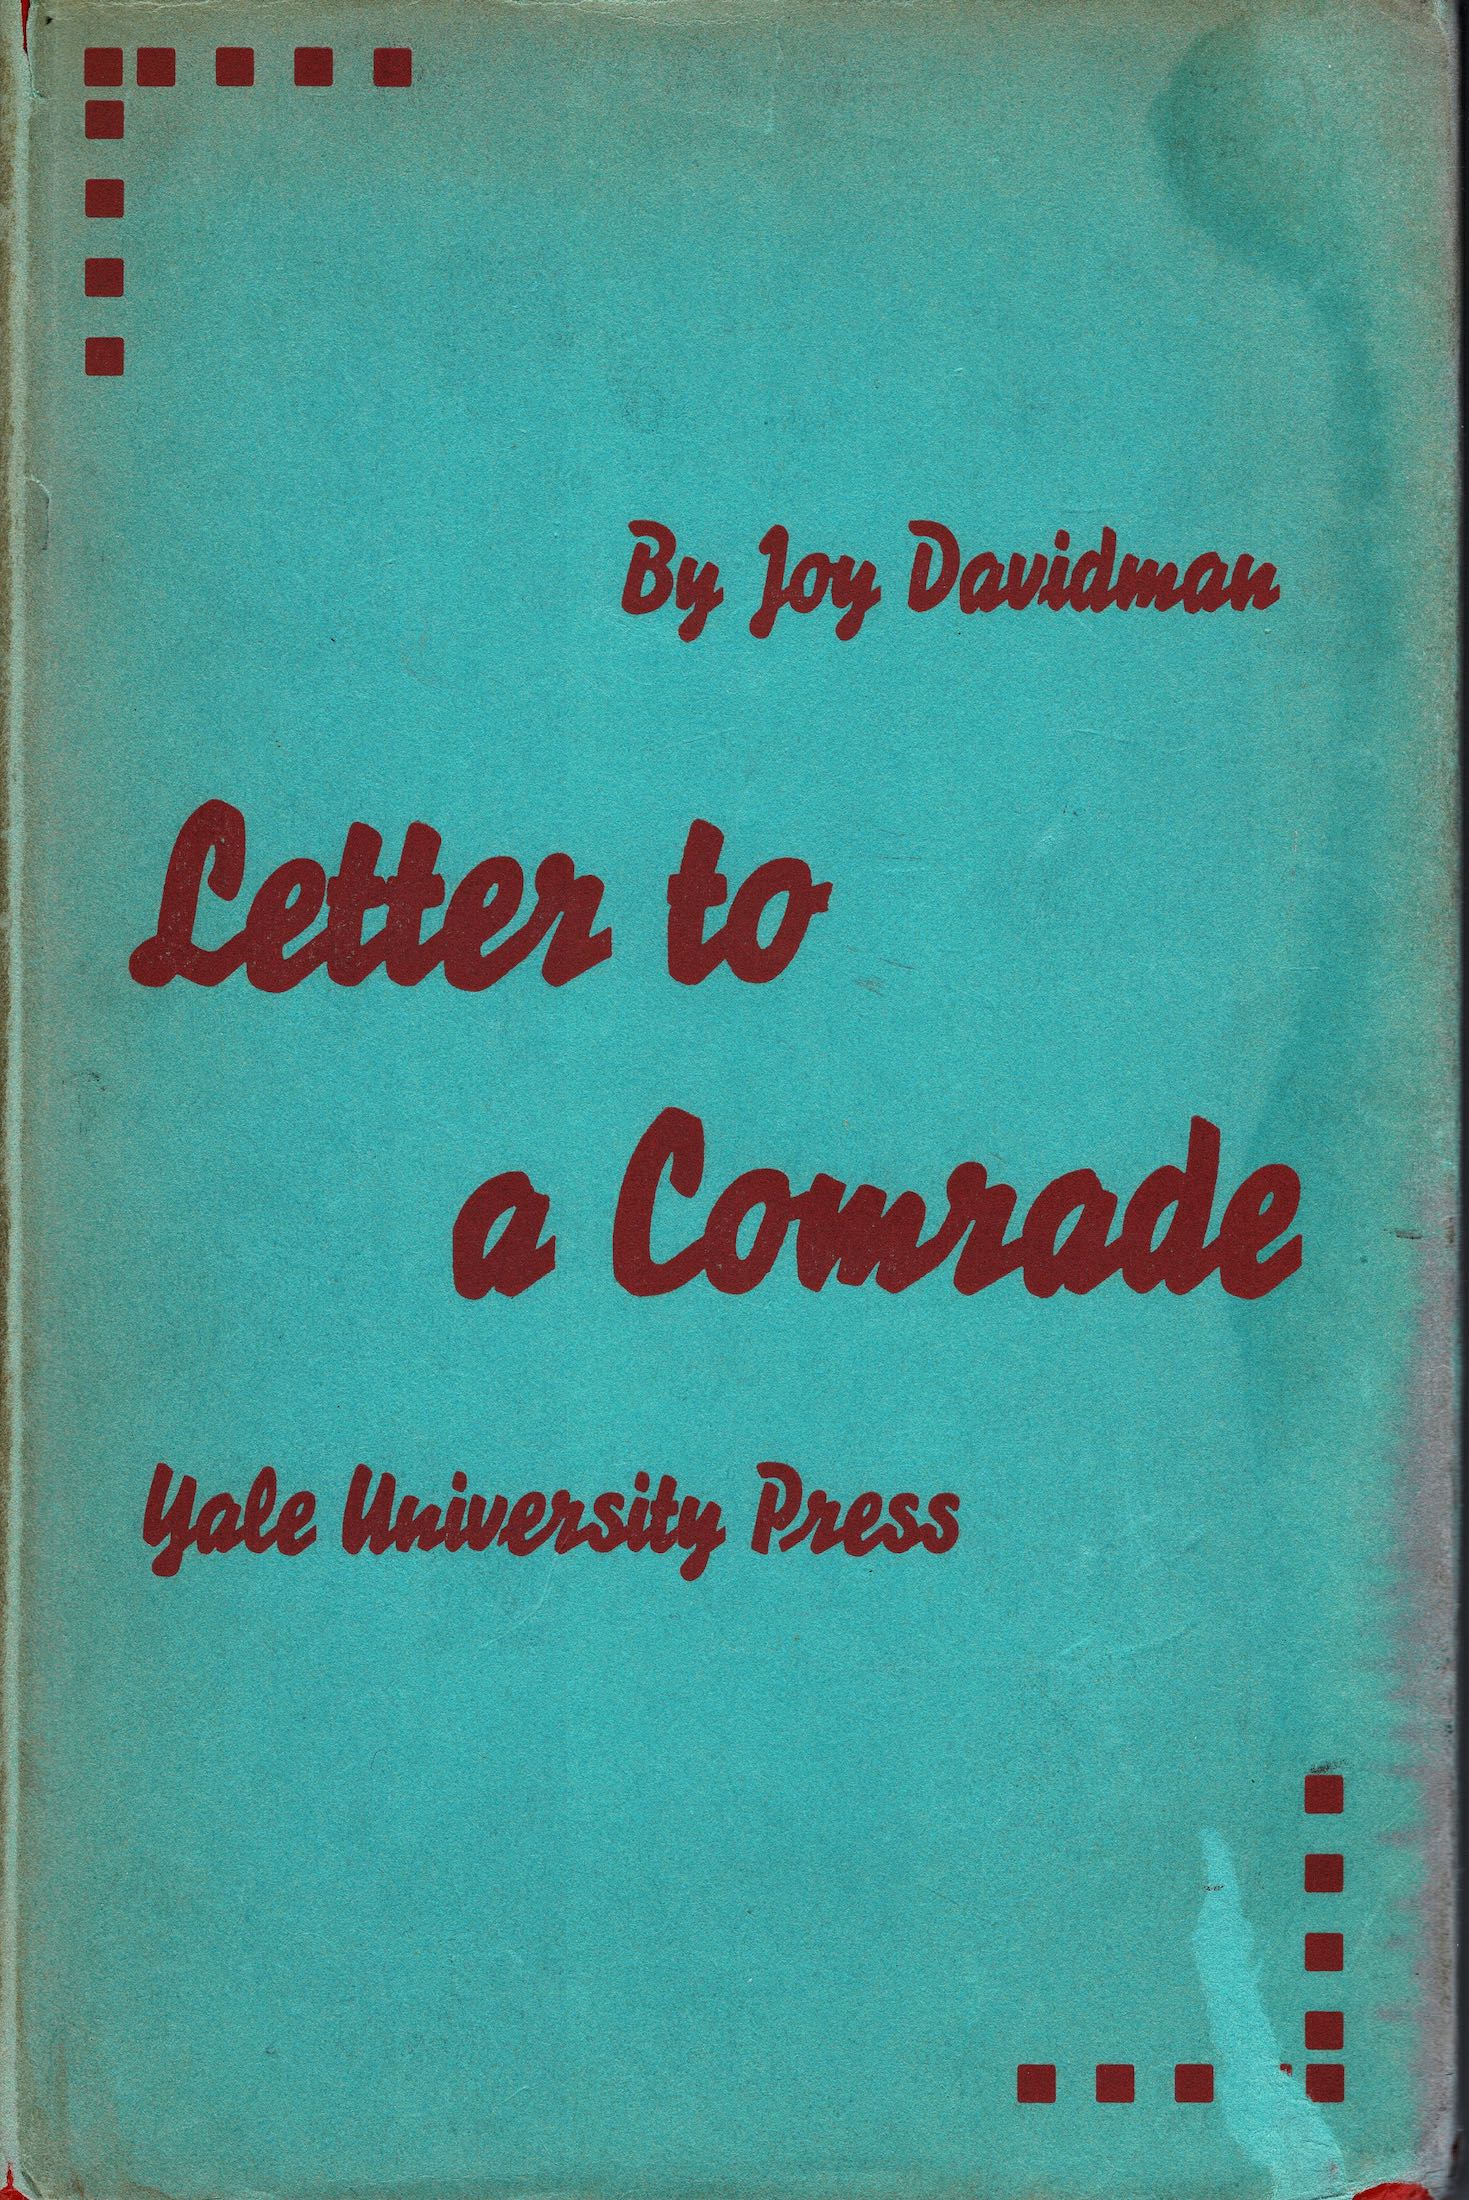 By Joy Davidman
Letter to
a Comrade
Yale University Press